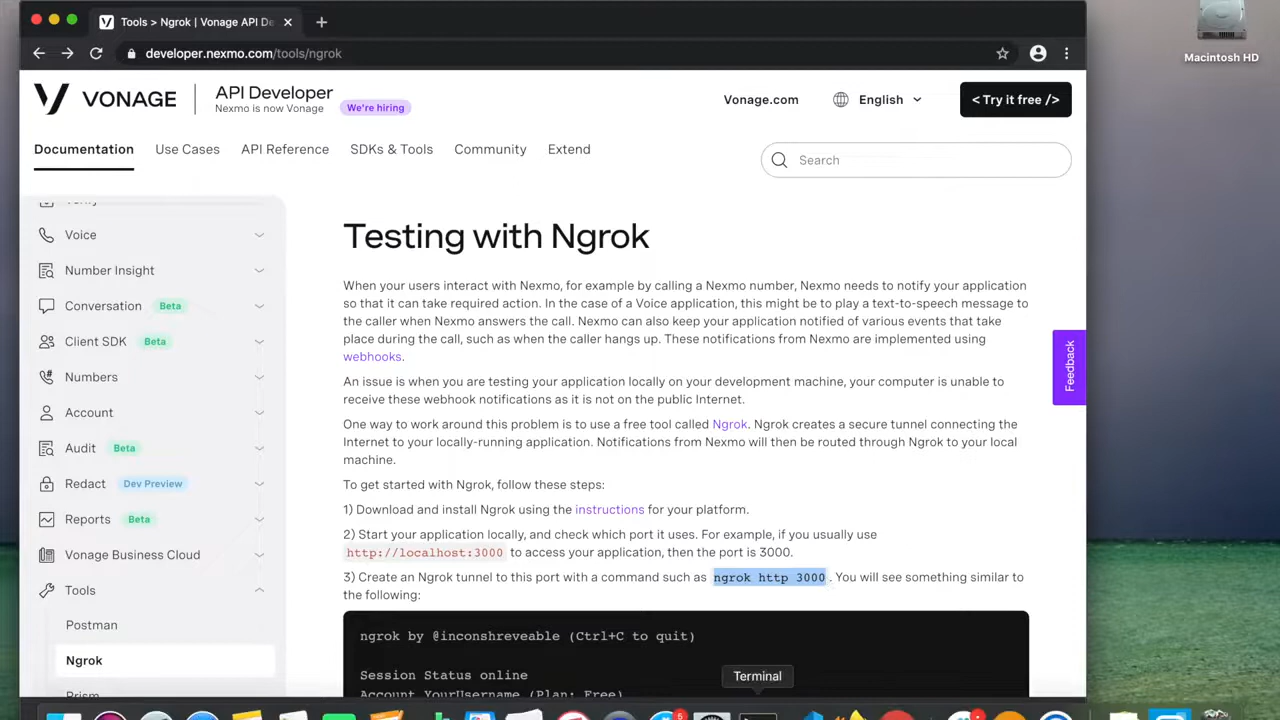 Tools > Ngrok | Vonage API De
developer.nexmo.com/tools/ngrok
Macintosh HD
VONAGE
API Developer
Nexmo is now Vonage
We're hiring
Vonage.com
English
< Try it free />
Documentation
Use Cases
API Reference
SDKs & Tools
Community
Extend
Search
Voice
Number Insight
Conversation Beta
Client SDK Beta
Numbers
Account
Audit Beta
Redact Dev Preview
Reports Beta
Vonage Business Cloud
Tools
Postman
Ngrok
Prism
Testing with Ngrok
When your users interact with Nexmo, for example by calling a Nexmo number, Nexmo needs to notify your application
so that it can take required action. In the case of a Voice application, this might be to play a text-to-speech message to
the caller when Nexmo answers the call. Nexmo can also keep your application notified of various events that take
place during the call, such as when the caller hangs up. These notifications from Nexmo are implemented using
webhooks.
An issue is when you are testing your application locally on your development machine, your computer is unable to
receive these webhook notifications as it is not on the public Internet.
One way to work around this problem is to use a free tool called Ngrok. Ngrok creates a secure tunnel connecting the
Internet to your locally-running application. Notifications from Nexmo will then be routed through Ngrok to your local
machine.
To get started with Ngrok, follow these steps:
1) Download and install Ngrok using the instructions for your platform.
2) Start your application locally, and check which port it uses. For example, if you usually use
http://localhost:3000 to access your application, then the port is 3000.
3) Create an Ngrok tunnel to this port with a command such as ngrok http 3000. You will see something similar to
the following:
ngrok by @inconshreveable (Ctrl+C to quit)
Session Status online
Account YourUsername (Plan: Free)
Feedback
Terminal
5